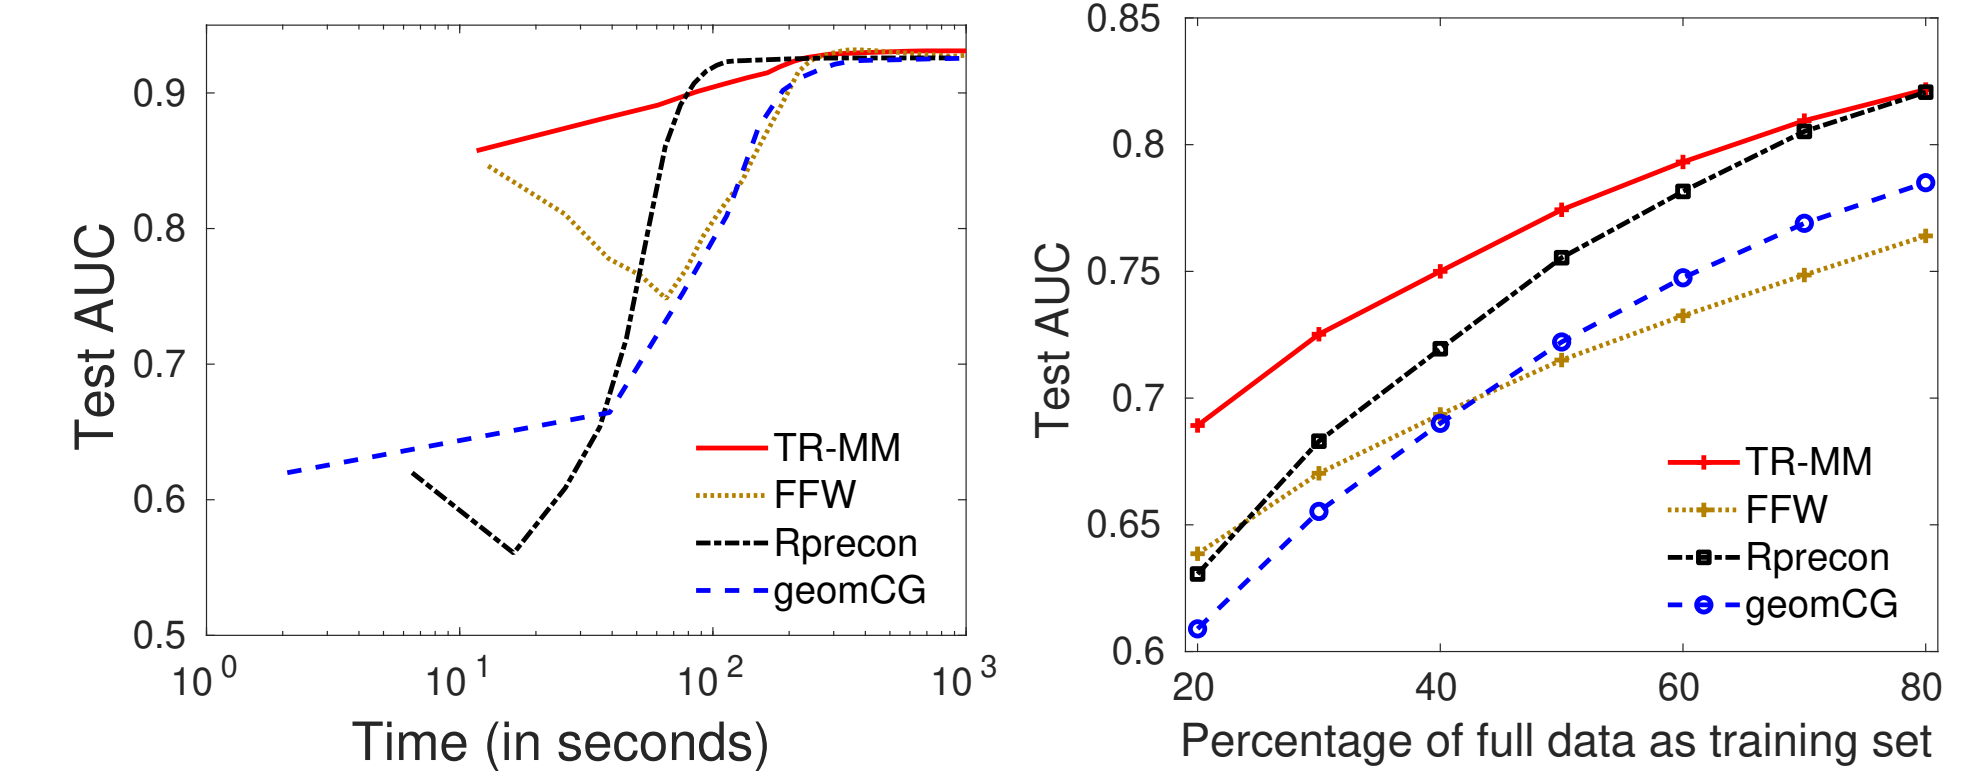 Test AUC
0.9
0.8
0.7
0.6
0.5
10^0
10^1
10^2
10^3
Time (in seconds)
TR-MM
FFW
Rprecon
geomCG
Test AUC
0.85
0.8
0.75
0.7
0.65
0.6
20
40
60
80
Percentage of full data as training set
TR-MM
FFW
Rprecon
geomCG